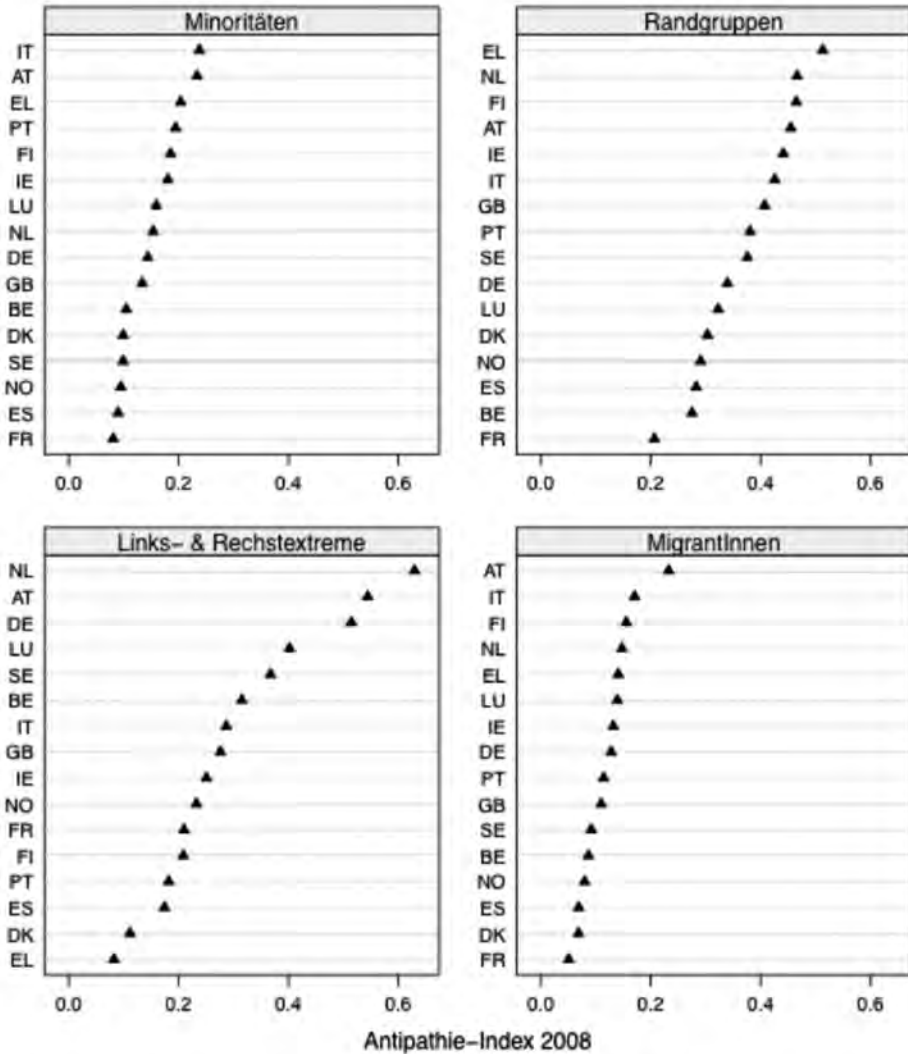 Minoritäten
IT
AT
EL
PT
FI
IE
LU
NL
DE
GB
BE
DK
SE
NO
ES
FR
0.0 0.2 0.4 0.6
Randgruppen
EL
NL
FI
AT
IE
IT
GB
PT
SE
DE
LU
DK
NO
ES
BE
FR
0.0 0.2 0.4 0.6
Links- & Rechstextreme
NL
AT
DE
LU
SE
BE
IT
GB
IE
NO
FR
FI
PT
ES
DK
EL
0.0 0.2 0.4 0.6
MigrantInnen
AT
IT
FI
NL
EL
LU
IE
DE
PT
GB
SE
BE
NO
ES
DK
FR
0.0 0.2 0.4 0.6
Antipathie-Index 2008